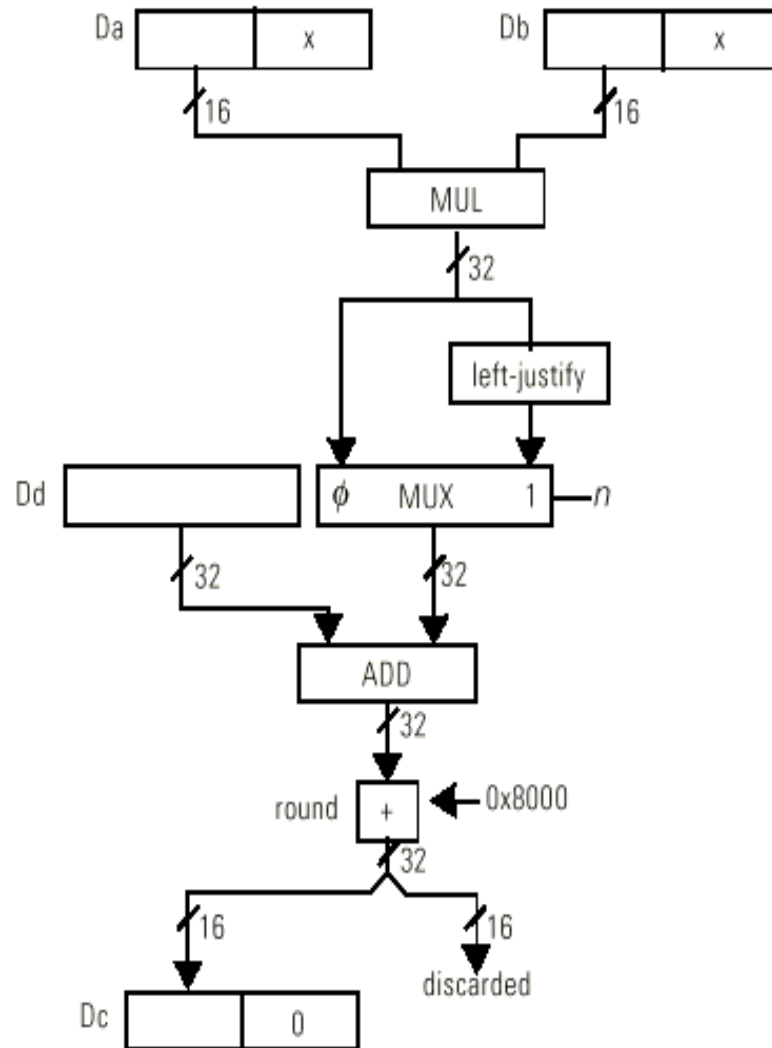 Da
x
Db
x
16
16
MUL
32
left-justify
Dd
ϕ MUX 1
n
32
32
ADD
32
round
+
0x8000
32
16
16
discarded
Dc
0